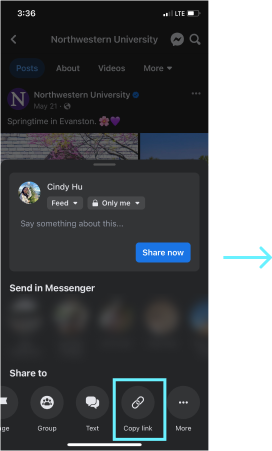 3:36
LTE
Northwestern University
Posts About Videos More
N Northwestern University
May 21 ·
Springtime in Evanston. 🌸💜
Cindy Hu
Feed Only me
Say something about this...
Share now
Send in Messenger
Share to
ge Group Text Copy link More